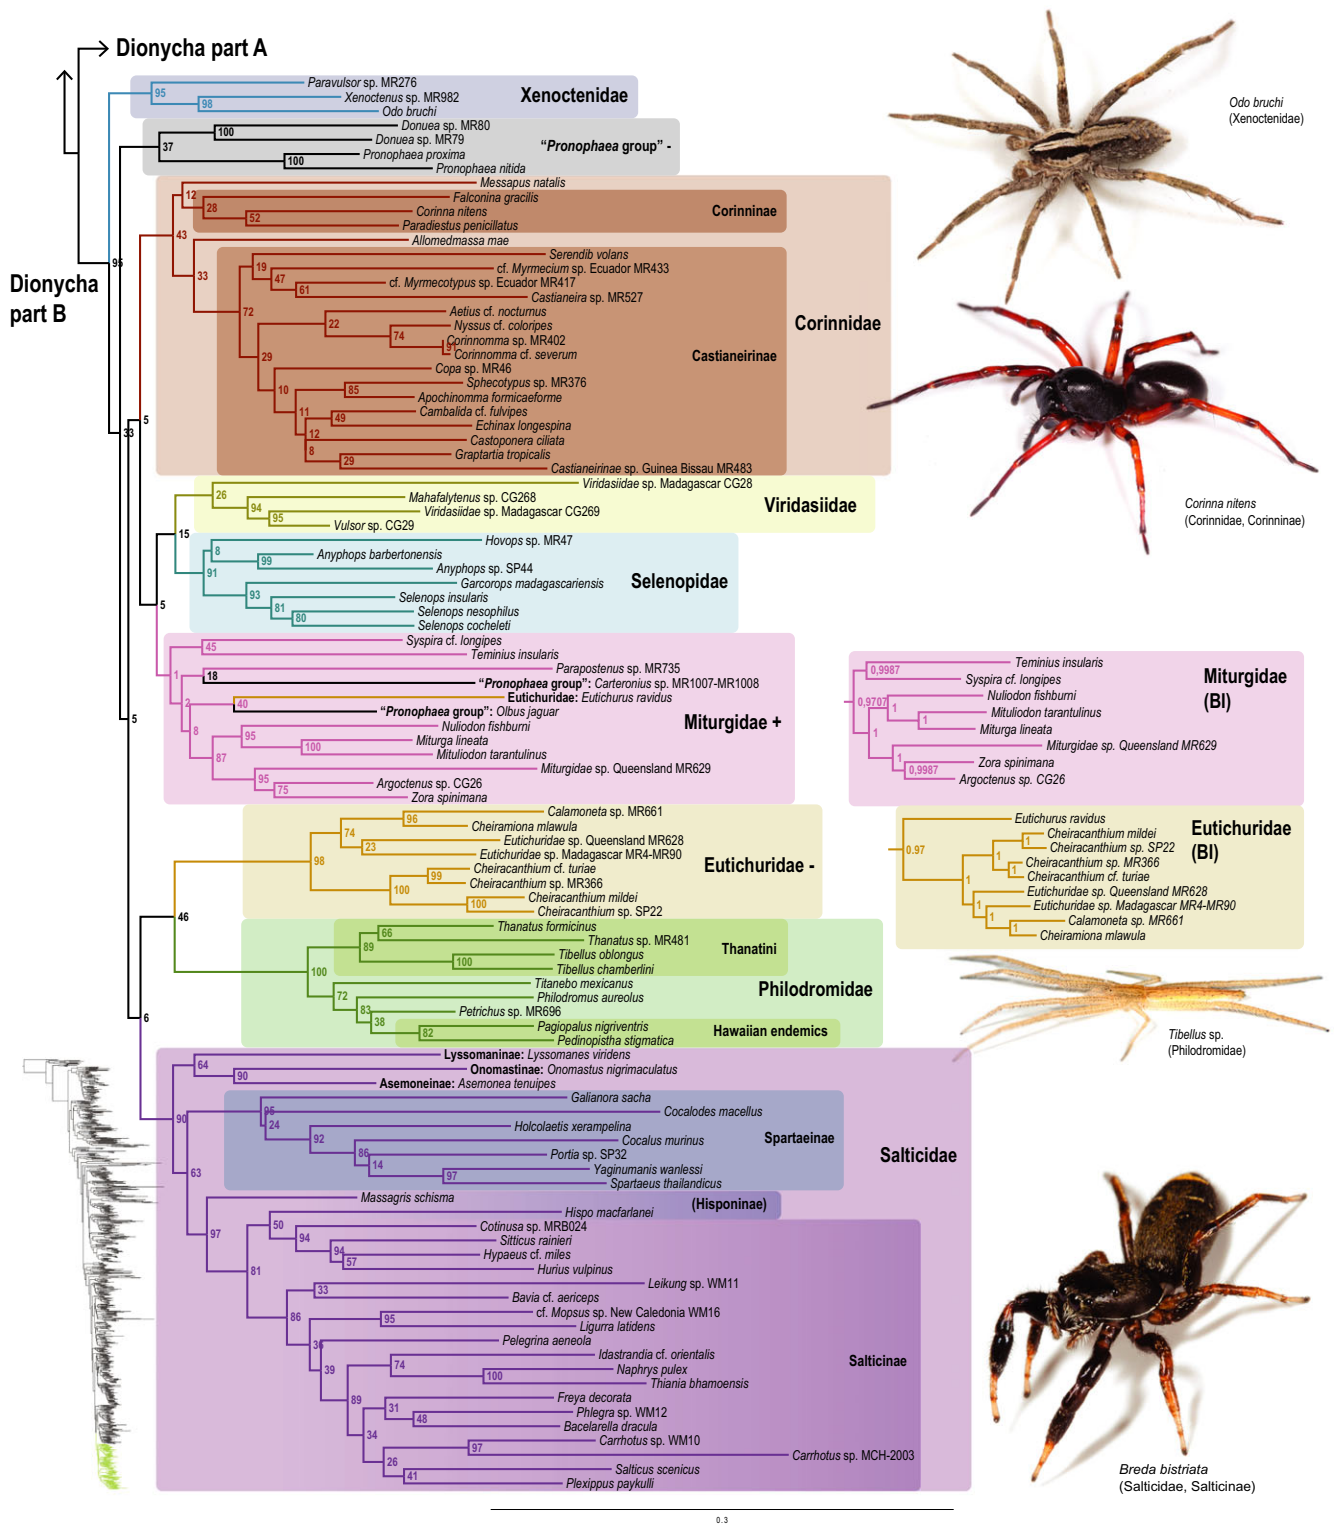 Dionycha part A
Paravulsor sp. MR276
95
Xenoctenus sp. MR982
98
Odo bruchi
Xenoctenidae
Donuea sp. MR80
100
Donuea sp. MR79
37
Pronophaea proxima
100
Pronophaea nitida
“Pronophaea group” -
Messapus natalis
12
Falconina gracilis
28
Corinna nitens
52
Paradiestus penicillatus
Corinninae
43
Allomedmassa mae
33
Serendib volans
19
cf. Myrmecium sp. Ecuador MR433
47
cf. Myrmecotypus sp. Ecuador MR417
61
Castianeira sp. MR527
72
Aetius cf. nocturnus
22
Nyssus cf. coloripes
74
Corinnomma sp. MR402
91
Corinnomma cf. severum
29
Copa sp. MR46
10
Sphecotypus sp. MR376
85
Apochinomma formicaeforme
11
Cambalida cf. fulvipes
49
Echinax longespina
12
Castoponera ciliata
8
Graptartia tropicalis
29
Castianeirinae sp. Guinea Bissau MR483
Castianeirinae
Corinnidae
95
Dionycha
part B
33
5
Viridasiidae sp. Madagascar CG28
26
Mahafalytenus sp. CG268
94
Viridasiidae sp. Madagascar CG269
95
Vulsor sp. CG29
Viridasiidae
15
Hovops sp. MR47
8
Anyphops barbertonensis
99
Anyphops sp. SP44
91
Garcorops madagascariensis
93
Selenops insularis
81
Selenops nesophilus
80
Selenops cocheleti
Selenopidae
5
Syspira cf. longipes
45
Teminius insularis
1
Parapostenus sp. MR735
18
“Pronophaea group”: Carteronius sp. MR1007-MR1008
2
Eutichuridae: Eutichurus ravidus
40
“Pronophaea group”: Olbus jaguar
8
Nuliodon fishburni
95
Miturga lineata
100
Mituliodon tarantulinus
87
Miturgidae sp. Queensland MR629
95
Argoctenus sp. CG26
75
Zora spinimana
Miturgidae +
5
Calamoneta sp. MR661
96
Cheiramiona mlawula
74
Eutichuridae sp. Queensland MR628
23
Eutichuridae sp. Madagascar MR4-MR90
98
Cheiracanthium cf. turiae
99
Cheiracanthium sp. MR366
100
Cheiracanthium mildei
100
Cheiracanthium sp. SP22
Eutichuridae -
46
Thanatus formicinus
66
Thanatus sp. MR481
89
Tibellus oblongus
100
Tibellus chamberlini
Thanatini
100
Titanebo mexicanus
72
Philodromus aureolus
83
Petrichus sp. MR696
38
Pagiopalus nigriventris
82
Pedinopistha stigmatica
Hawaiian endemics
Philodromidae
6
Lyssomaninae: Lyssomanes viridens
64
Onomastinae: Onomastus nigrimaculatus
90
Asemoneinae: Asemonea tenuipes
90
Galianora sacha
95
Cocalodes macellus
24
Holcolaetis xerampelina
92
Cocalus murinus
86
Portia sp. SP32
14
Yaginumanis wanlessi
97
Spartaeus thailandicus
Spartaeinae
63
Massagris schisma
97
Hispo macfarlanei
(Hisponinae)
50
Cotinusa sp. MRB024
94
Sitticus rainieri
94
Hypaeus cf. miles
57
Hurius vulpinus
81
Leikung sp. WM11
33
Bavia cf. aericeps
86
cf. Mopsus sp. New Caledonia WM16
95
Ligurra latidens
36
Pelegrina aeneola
39
Idastrandia cf. orientalis
74
Naphrys pulex
100
Thiania bhamoensis
89
Freya decorata
31
Phlegra sp. WM12
48
Bacelarella dracula
34
Carrhotus sp. WM10
97
Carrhotus sp. MCH-2003
26
Salticus scenicus
41
Plexippus paykulli
Salticinae
Salticidae
0.3
Odo bruchi
(Xenoctenidae)
Corinna nitens
(Corinnidae, Corinninae)
Teminius insularis
0,9987
Syspira cf. longipes
0,9707
Nuliodon fishburni
1
Mituliodon tarantulinus
1
Miturga lineata
1
Miturgidae sp. Queensland MR629
1
Zora spinimana
0,9987
Argoctenus sp. CG26
Miturgidae
(BI)
Eutichurus ravidus
0.97
Cheiracanthium mildei
1
Cheiracanthium sp. SP22
1
Cheiracanthium sp. MR366
1
Cheiracanthium cf. turiae
1
Eutichuridae sp. Queensland MR628
1
Eutichuridae sp. Madagascar MR4-MR90
1
Calamoneta sp. MR661
1
Cheiramiona mlawula
Eutichuridae
(BI)
Tibellus sp.
(Philodromidae)
Breda bistriata
(Salticidae, Salticinae)